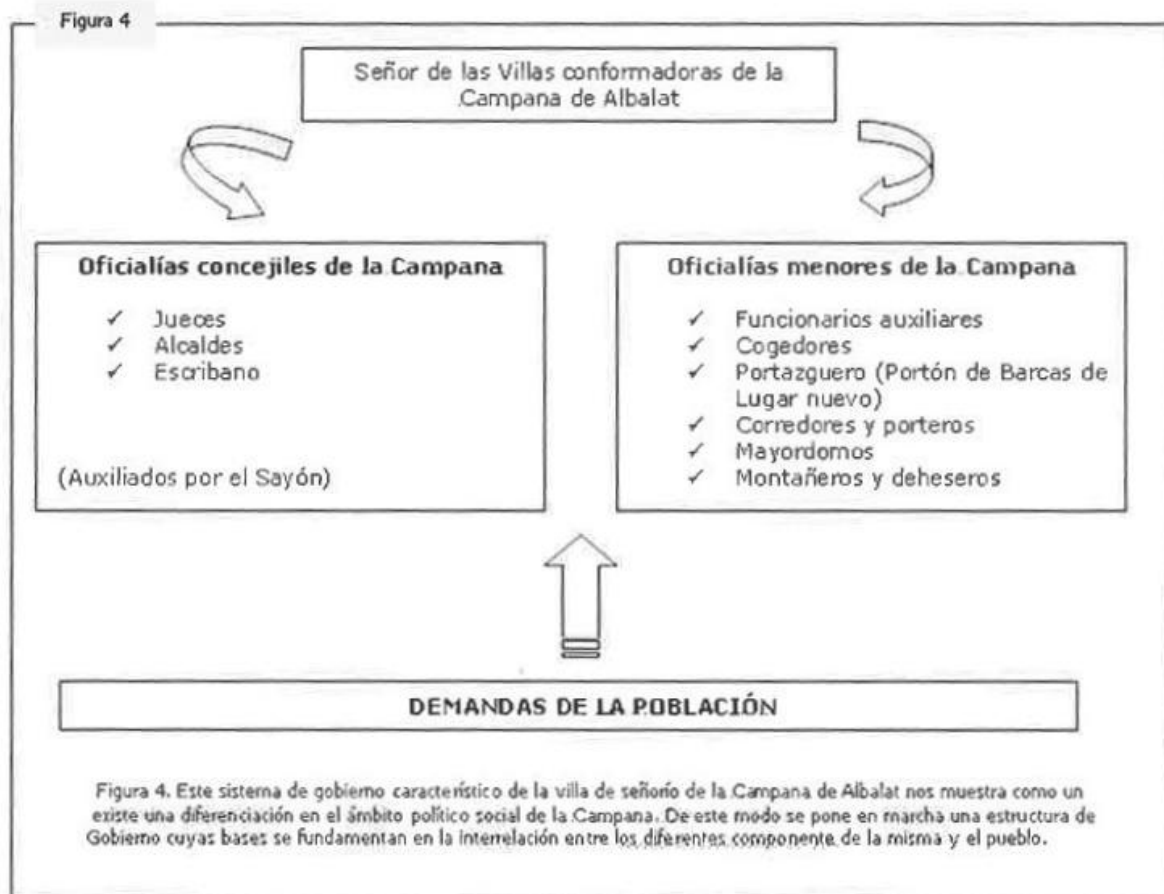 Figura 4
Señor de las Villas conformadoras de la
Campana de Albalat
Oficialías concejiles de la Campana
✓ Jueces
✓ Alcaldes
✓ Escribano
(Auxiliados por el Sayón)
Oficialías menores de la Campana
✓ Funcionarios auxiliares
✓ Cogedores
✓ Portazguero (Portón de Barcas de
Lugar nuevo)
✓ Corredores y porteros
✓ Mayordomos
✓ Montañeros y deheseros
DEMANDAS DE LA POBLACIÓN
Figura 4. Este sistema de gobierno característico de la villa de señorío de la Campana de Albalat nos muestra como un
existe una diferenciación en el ámbito político social de la Campana. De este modo se pone en marcha una estructura de
Gobierno cuyas bases se fundamentan en la interrelación entre los diferentes componente de la misma y el pueblo.